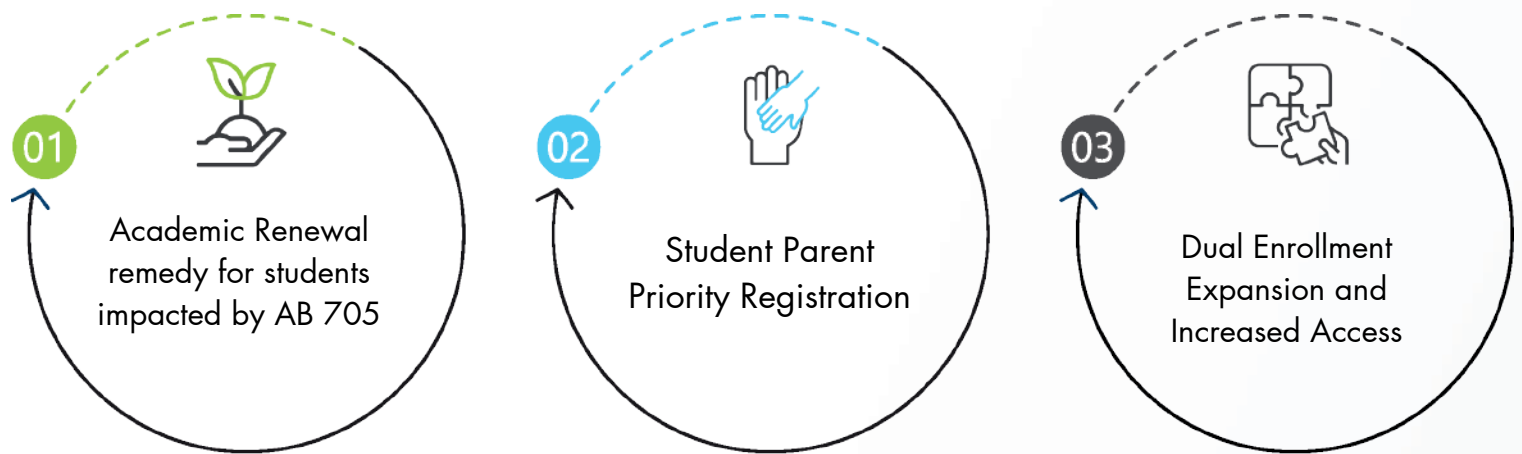 01
Academic Renewal
remedy for students
impacted by AB 705
02
Student Parent
Priority Registration
03
Dual Enrollment
Expansion and
Increased Access